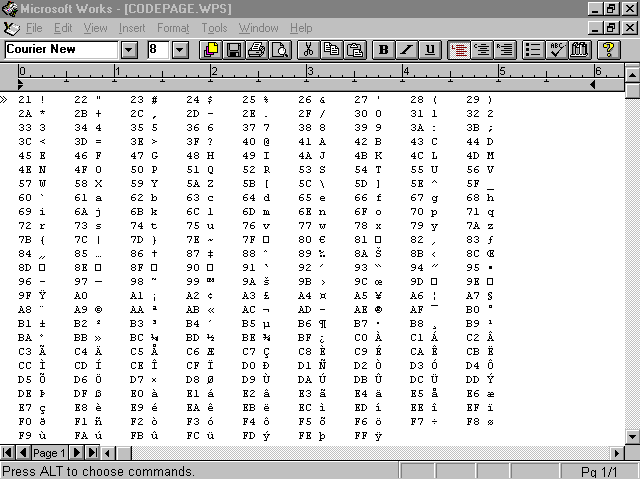 Microsoft Works - [CODEPAGE.WPS]
File Edit View Insert Format Tools Window Help
Courier New 8 B I U ABC
0 1 2 3 4 5 6
» 21 ! 22 " 23 # 24 $ 25 % 26 & 27 ' 28 ( 29 )
2A * 2B + 2C , 2D - 2E . 2F / 30 0 31 1 32 2
33 3 34 4 35 5 36 6 37 7 38 8 39 9 3A : 3B ;
3C < 3D = 3E > 3F ? 40 @ 41 A 42 B 43 C 44 D
45 E 46 F 47 G 48 H 49 I 4A J 4B K 4C L 4D M
4E N 4F O 50 P 51 Q 52 R 53 S 54 T 55 U 56 V
57 W 58 X 59 Y 5A Z 5B [ 5C \ 5D ] 5E ^ 5F _
60 ` 61 a 62 b 63 c 64 d 65 e 66 f 67 g 68 h
69 i 6A j 6B k 6C l 6D m 6E n 6F o 70 p 71 q
72 r 73 s 74 t 75 u 76 v 77 w 78 x 79 y 7A z
7B { 7C | 7D } 7E ~ 7F □ 80 € 81 □ 82 ‚ 83 ƒ
84 „ 85 … 86 † 87 ‡ 88 ˆ 89 ‰ 8A Š 8B ‹ 8C Œ
8D □ 8E □ 8F □ 90 □ 91 ‘ 92 ’ 93 “ 94 ” 95 •
96 – 97 — 98 ˜ 99 ™ 9A š 9B › 9C œ 9D □ 9E □
9F Ÿ A0 A1 ¡ A2 ¢ A3 £ A4 ¤ A5 ¥ A6 ¦ A7 §
A8 ¨ A9 © AA ª AB « AC ¬ AD - AE ® AF ¯ B0 °
B1 ± B2 ² B3 ³ B4 ´ B5 µ B6 ¶ B7 · B8 ¸ B9 ¹
BA º BB » BC ¼ BD ½ BE ¾ BF ¿ C0 À C1 Á C2 Â
C3 Ã C4 Ä C5 Å C6 Æ C7 Ç C8 È C9 É CA Ê CB Ë
CC Ì CD Í CE Î CF Ï D0 Ð D1 Ñ D2 Ò D3 Ó D4 Ô
D5 Õ D6 Ö D7 × D8 Ø D9 Ù DA Ú DB Û DC Ü DD Ý
DE Þ DF ß E0 à E1 á E2 â E3 ã E4 ä E5 å E6 æ
E7 ç E8 è E9 é EA ê EB ë EC ì ED í EE î EF ï
F0 ð F1 ñ F2 ò F3 ó F4 ô F5 õ F6 ö F7 ÷ F8 ø
F9 ù FA ú FB û FC ü FD ý FE þ FF ÿ
Page 1
Press ALT to choose commands. Pg 1/1